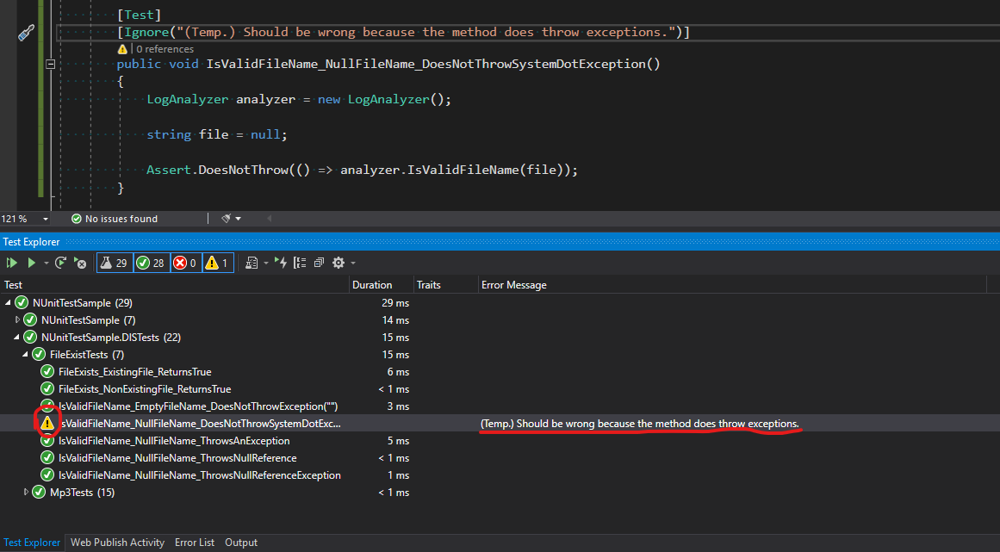 [Test]
[Ignore("(Temp.) Should be wrong because the method does throw exceptions.")]
0 references
public void IsValidFileName_NullFileName_DoesNotThrowSystemDotException()
{
LogAnalyzer analyzer = new LogAnalyzer();
string file = null;
Assert.DoesNotThrow(() => analyzer.IsValidFileName(file));
}
121 % No issues found
Test Explorer
29 28 0 1
Test Duration Traits Error Message
NUnitTestSample (29) 29 ms
NUnitTestSample (7) 14 ms
NUnitTestSample.DISTests (22) 15 ms
FileExistTests (7) 15 ms
FileExists_ExistingFile_ReturnsTrue 6 ms
FileExists_NonExistingFile_ReturnsTrue < 1 ms
IsValidFileName_EmptyFileName_DoesNotThrowException("") 3 ms
IsValidFileName_NullFileName_DoesNotThrowSystemDotExc... (Temp.) Should be wrong because the method does throw exceptions.
IsValidFileName_NullFileName_ThrowsAnException 5 ms
IsValidFileName_NullFileName_ThrowsNullReference < 1 ms
IsValidFileName_NullFileName_ThrowsNullReferenceException 1 ms
Mp3Tests (15) < 1 ms
Test Explorer Web Publish Activity Error List Output